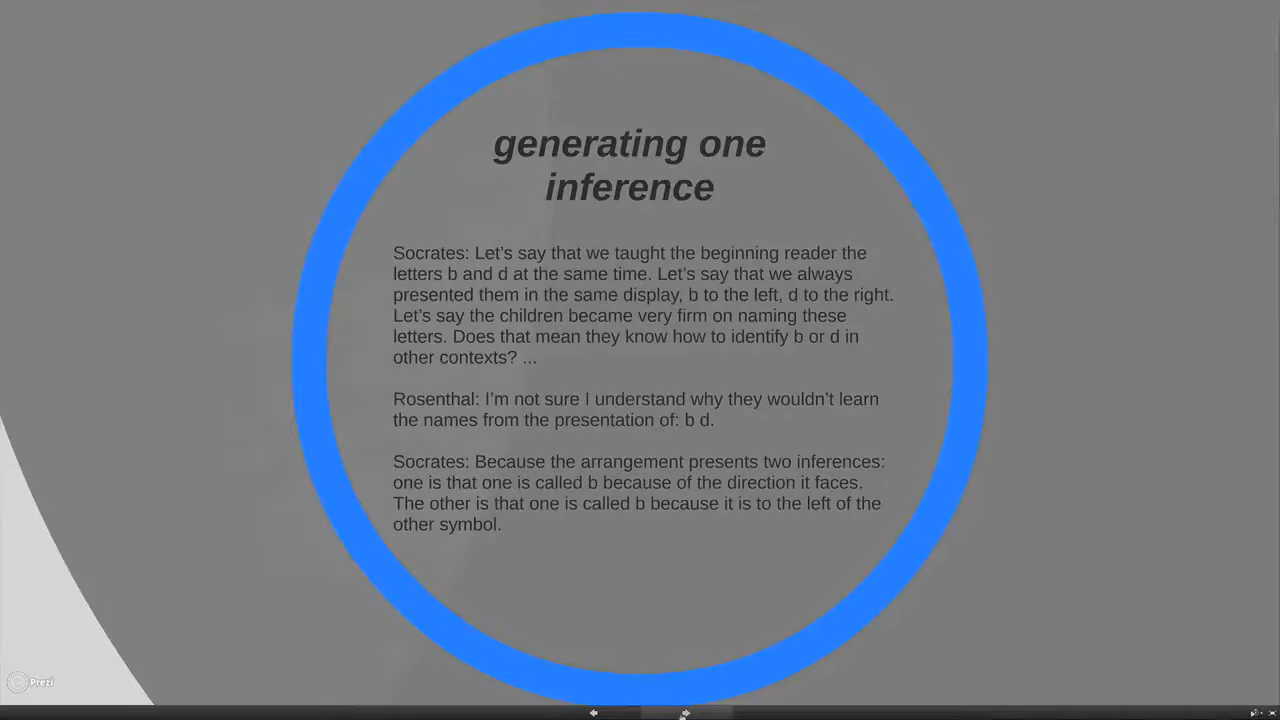 generating one
inference
Socrates: Let's say that we taught the beginning reader the
letters b and d at the same time. Let's say that we always
presented them in the same display, b to the left, d to the right.
Let's say the children became very firm on naming these
letters. Does that mean they know how to identify b or d in
other contexts? ...
Rosenthal: I'm not sure I understand why they wouldn't learn
the names from the presentation of: b d.
Socrates: Because the arrangement presents two inferences:
one is that one is called b because of the direction it faces.
The other is that one is called b because it is to the left of the
other symbol.
Prezi